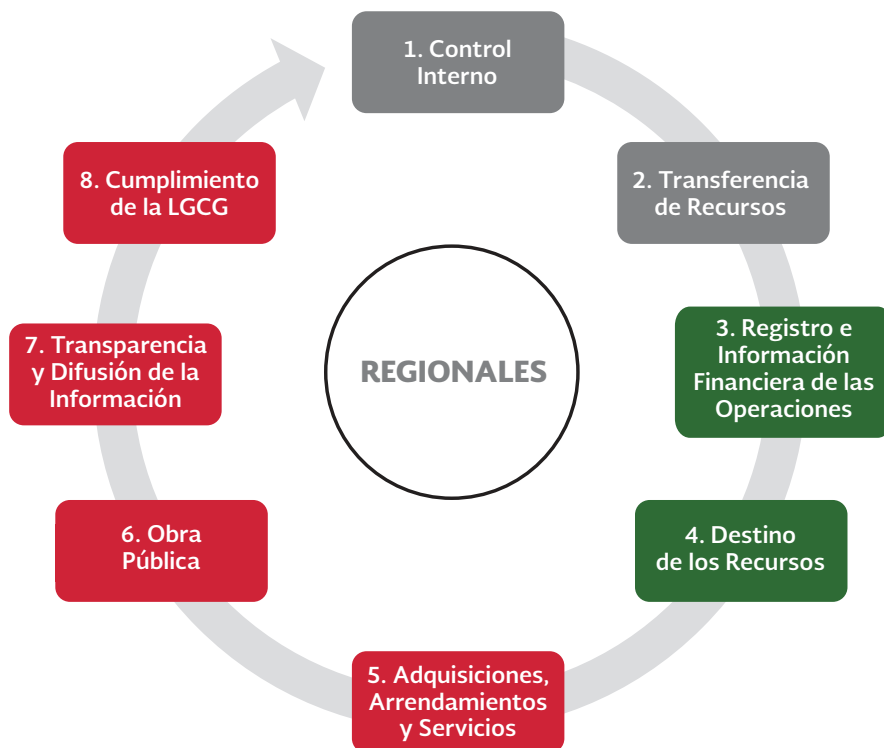 1. Control
Interno
2. Transferencia
de Recursos
3. Registro e
Información
Financiera de las
Operaciones
4. Destino
de los Recursos
5. Adquisiciones,
Arrendamientos
y Servicios
6. Obra
Pública
7. Transparencia
y Difusión de la
Información
8. Cumplimiento
de la LGCG
REGIONALES